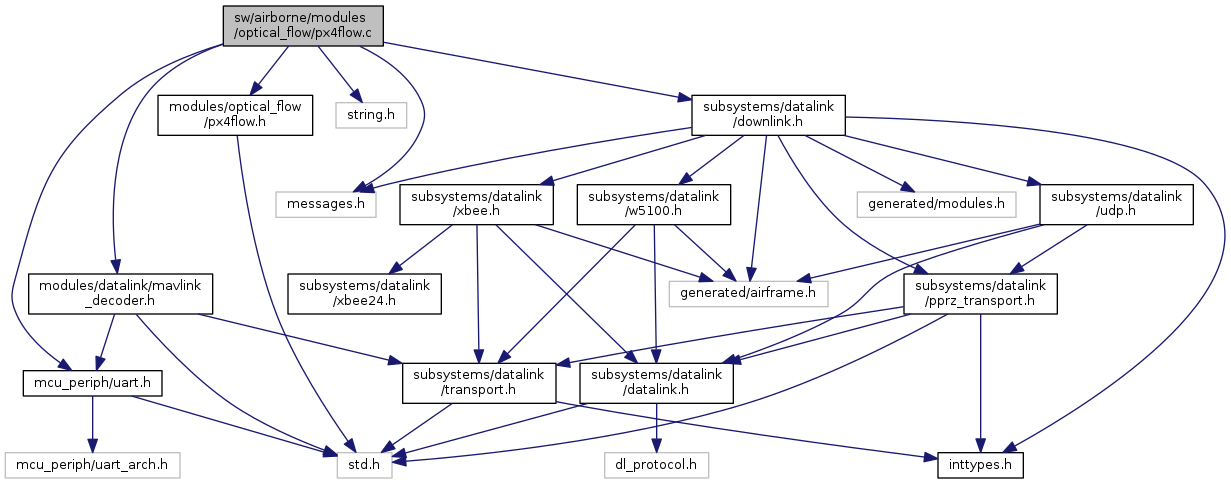 sw/airborne/modules
/optical_flow/px4flow.c
modules/optical_flow
/px4flow.h
string.h
subsystems/datalink
/downlink.h
messages.h
subsystems/datalink
/xbee.h
subsystems/datalink
/w5100.h
generated/modules.h
subsystems/datalink
/udp.h
modules/datalink/mavlink
_decoder.h
subsystems/datalink
/xbee24.h
generated/airframe.h
subsystems/datalink
/pprz_transport.h
mcu_periph/uart.h
subsystems/datalink
/transport.h
subsystems/datalink
/datalink.h
mcu_periph/uart_arch.h
std.h
dl_protocol.h
inttypes.h